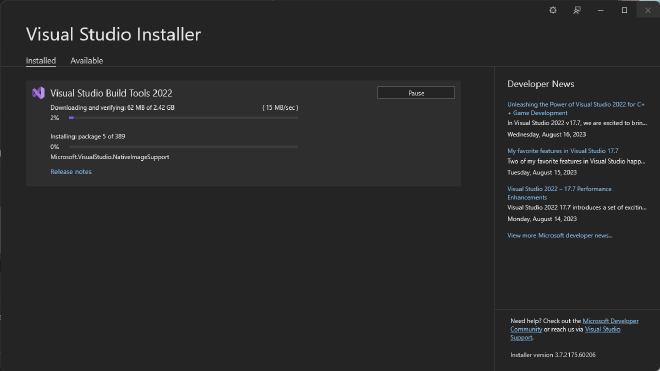 Visual Studio Installer
Installed Available
Visual Studio Build Tools 2022
Pause
Downloading and verifying: 62 MB of 2.42 GB ( 15 MB/sec )
2%
Installing: package 5 of 389
0%
Microsoft.VisualStudio.NativeImageSupport
Release notes
Developer News
Unleashing the Power of Visual Studio 2022 for C+
+ Game Development
In Visual Studio 2022 v17.7, we are excited to brin...
Wednesday, August 16, 2023
My favorite features in Visual Studio 17.7
Two of my favorite features in Visual Studio happ...
Tuesday, August 15, 2023
Visual Studio 2022 – 17.7 Performance
Enhancements
Visual Studio 2022 17.7 introduces a set of excitin...
Monday, August 14, 2023
View more Microsoft developer news...
Need help? Check out the Microsoft Developer
Community or reach us via Visual Studio
Support.
Installer version 3.7.2175.60206